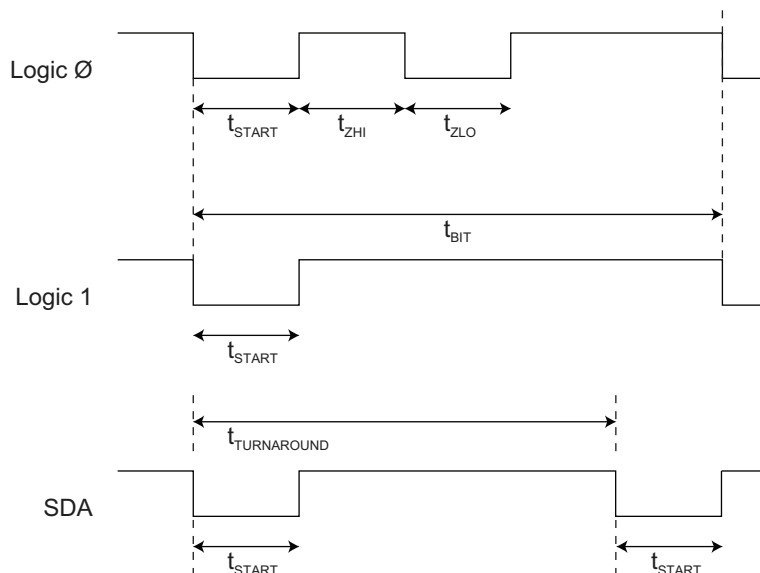 Logic Ø
tSTART tZHI tZLO
tBIT
Logic 1
tSTART
tTURNAROUND
SDA
tSTART tSTART